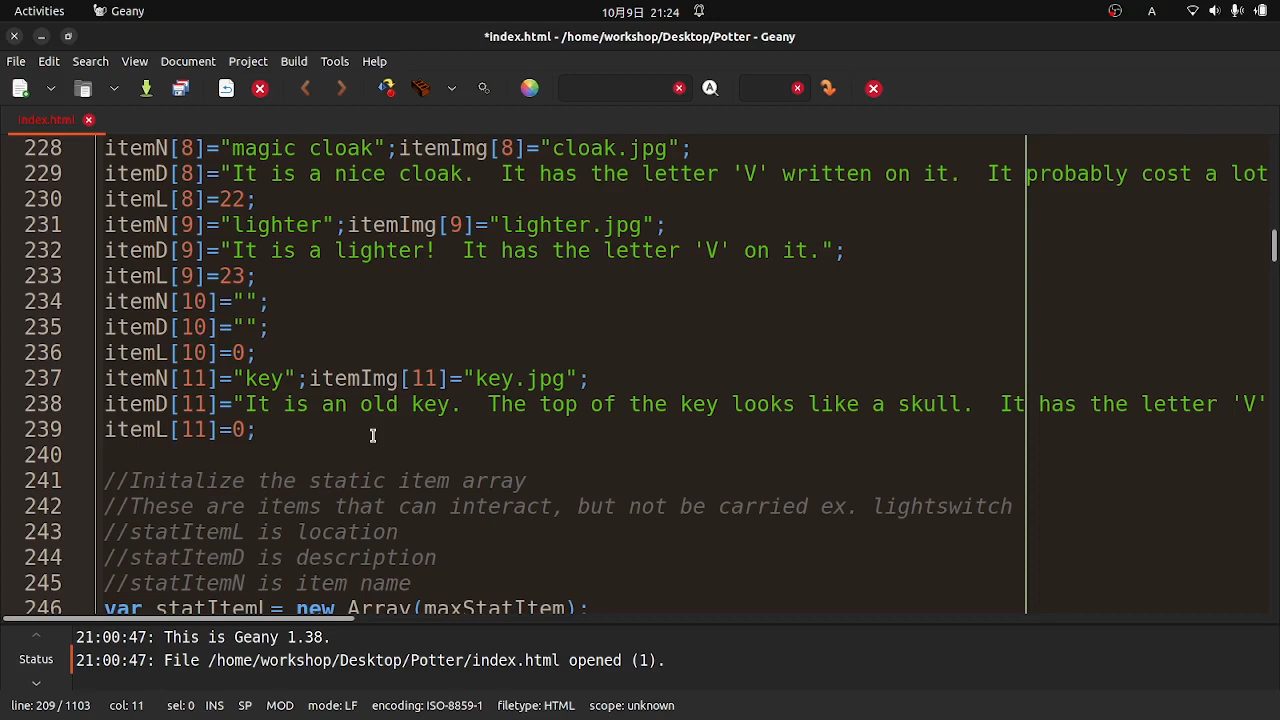 Activities Geany 10月9日 21:24 A
*index.html - /home/workshop/Desktop/Potter - Geany
File Edit Search View Document Project Build Tools Help
index.html
228 itemN[8]="magic cloak";itemImg[8]="cloak.jpg";
229 itemD[8]="It is a nice cloak.  It has the letter 'V' written on it.  It probably cost a lot
230 itemL[8]=22;
231 itemN[9]="lighter";itemImg[9]="lighter.jpg";
232 itemD[9]="It is a lighter!  It has the letter 'V' on it.";
233 itemL[9]=23;
234 itemN[10]="";
235 itemD[10]="";
236 itemL[10]=0;
237 itemN[11]="key";itemImg[11]="key.jpg";
238 itemD[11]="It is an old key.  The top of the key looks like a skull.  It has the letter 'V'
239 itemL[11]=0;
240
241 //Initalize the static item array
242 //These are items that can interact, but not be carried ex. lightswitch
243 //statItemL is location
244 //statItemD is description
245 //statItemN is item name
246 var statItemL= new Array(maxStatItem);
21:00:47: This is Geany 1.38.
Status 21:00:47: File /home/workshop/Desktop/Potter/index.html opened (1).
line: 209 / 1103 col: 11 sel: 0 INS SP MOD mode: LF encoding: ISO-8859-1 filetype: HTML scope: unknown